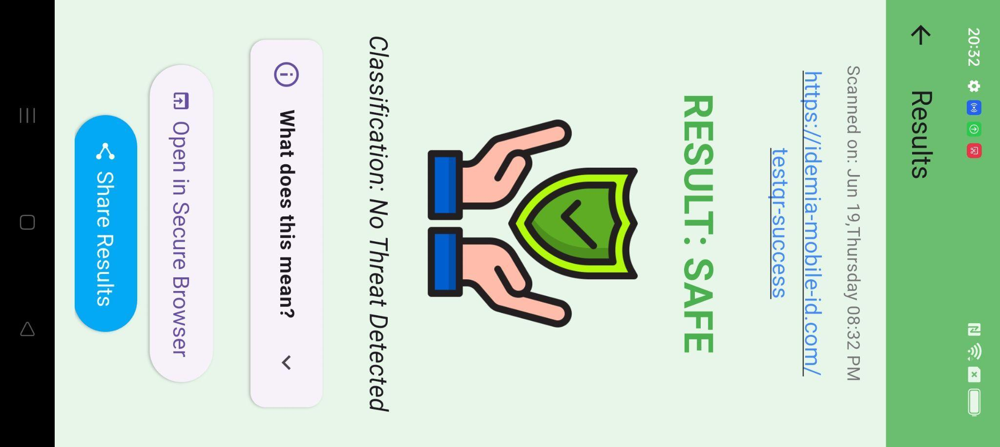 20:32
Results
Scanned on: Jun 19,Thursday 08:32 PM
https://idemia-mobile-id.com/
testqr-success
RESULT: SAFE
Classification: No Threat Detected
What does this mean?
Open in Secure Browser
Share Results